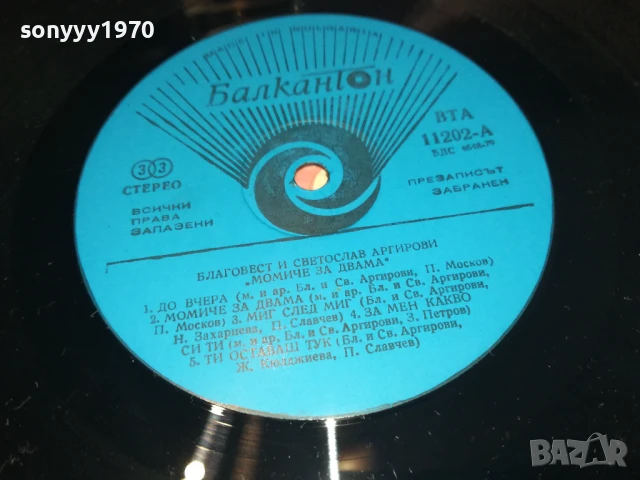 sonyyy1970
Балкантон
33
СТЕРЕО
ВТА
11202-А
БДС 4648-79
ВСИЧКИ
ПРАВА
ЗАПАЗЕНИ
ПРЕЗАПИСЪТ
ЗАБРАНЕН
БЛАГОВЕСТ И СВЕТОСЛАВ АРГИРОВИ
„МОМИЧЕ ЗА ДВАМА"
1. ДО ВЧЕРА (м. и ар. Бл. и Св. Аргирови, П. Москов)
2. МОМИЧЕ ЗА ДВАМА (м. и ар. Бл. и Св. Аргирови,
П. Москов) 3. МИГ СЛЕД МИГ (Бл. и Св. Аргирови,
Н. Захариева, П. Славчев) 4. ЗА МЕН КАКВО
СИ ТИ (м. и ар. Бл. и Св. Аргирови, З. Петров)
5. ТИ ОСТАВАШ ТУК (Бл. и Св. Аргирови,
Ж. Кюлджиева, П. Славчев)
BAZAR